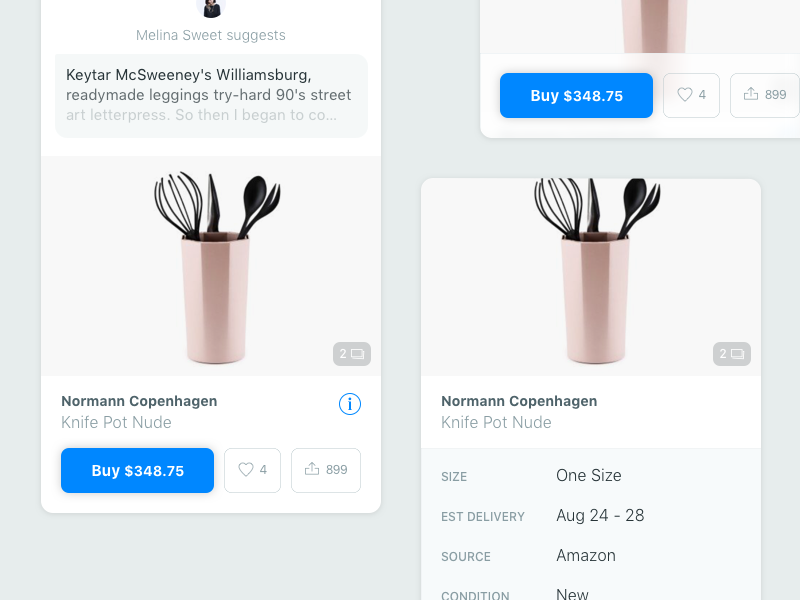 Melina Sweet suggests
Keytar McSweeney's Williamsburg,
readymade leggings try-hard 90's street
art letterpress. So then I began to co...
2
Normann Copenhagen
Knife Pot Nude
Buy $348.75
4
899
Buy $348.75
4
899
2
Normann Copenhagen
Knife Pot Nude
SIZE One Size
EST DELIVERY Aug 24 - 28
SOURCE Amazon
CONDITION New